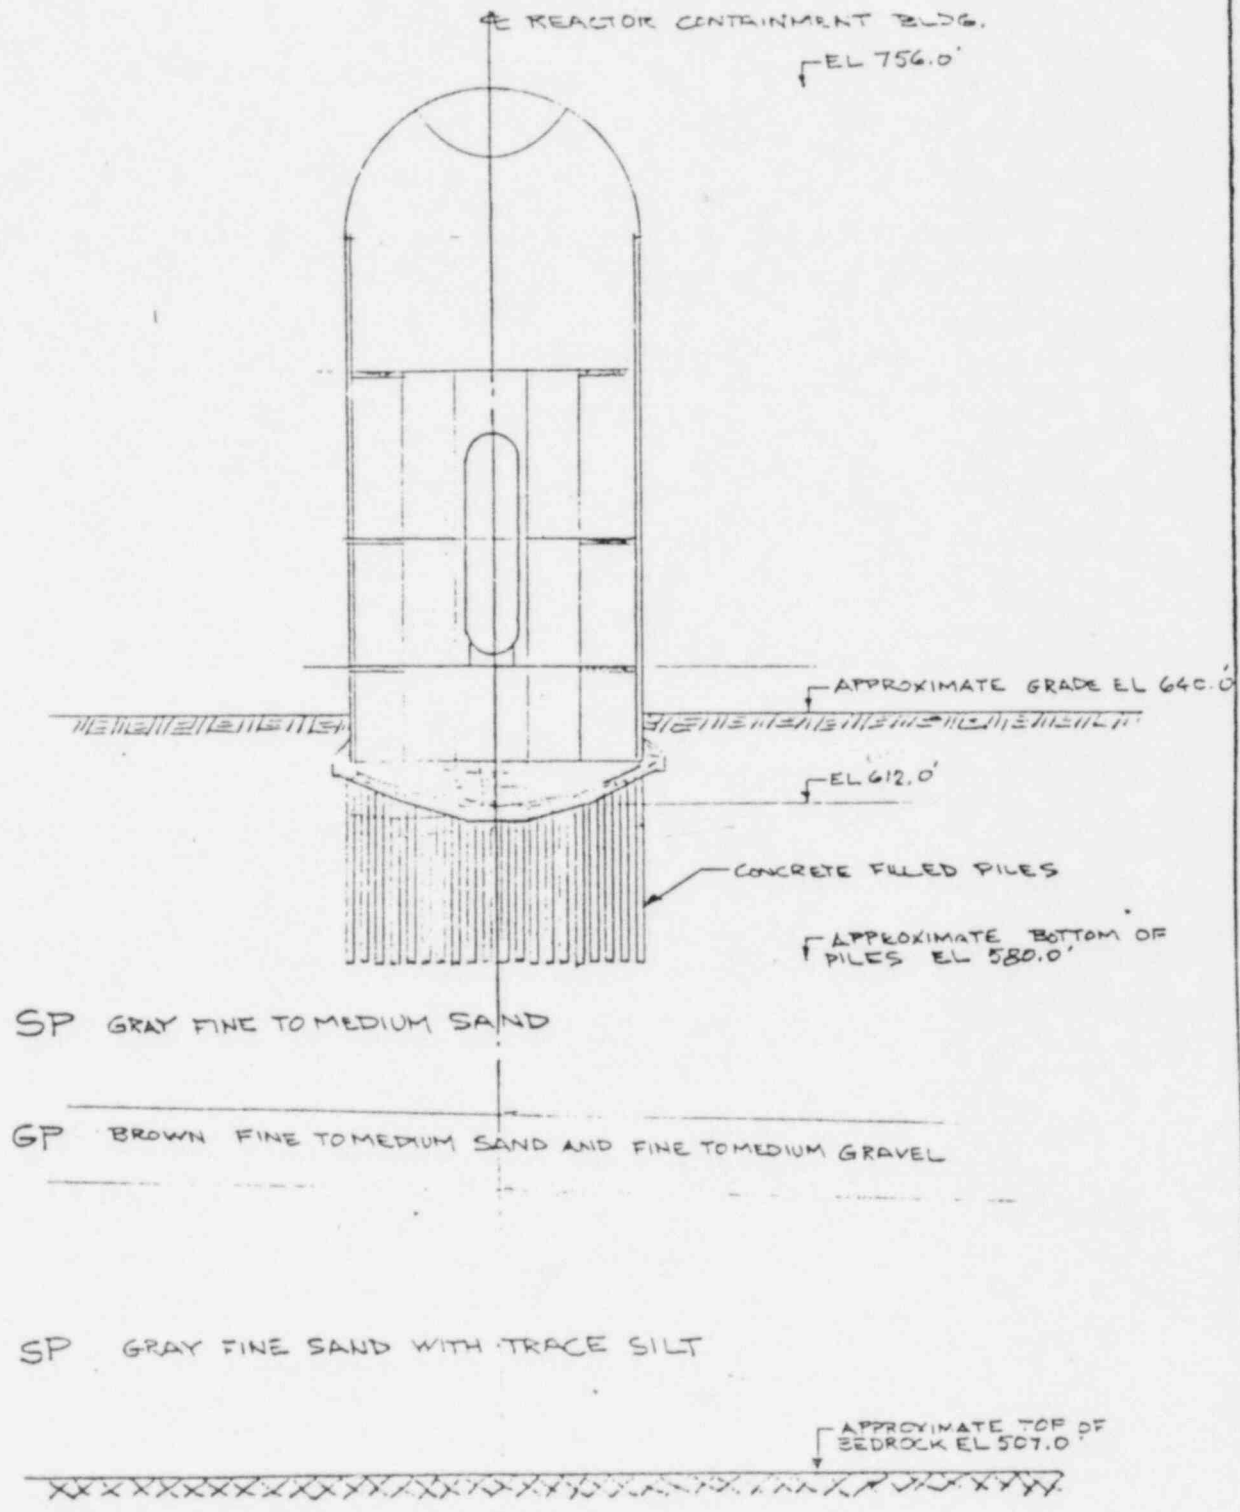 ℄ REACTOR CONTAINMENT BLDG.
EL 756.0'
APPROXIMATE GRADE EL 640.0'
EL 612.0'
CONCRETE FILLED PILES
APPROXIMATE BOTTOM OF
PILES EL 580.0'
SP GRAY FINE TO MEDIUM SAND
GP BROWN FINE TO MEDIUM SAND AND FINE TO MEDIUM GRAVEL
SP GRAY FINE SAND WITH TRACE SILT
APPROXIMATE TOP OF
BEDROCK EL 507.0'